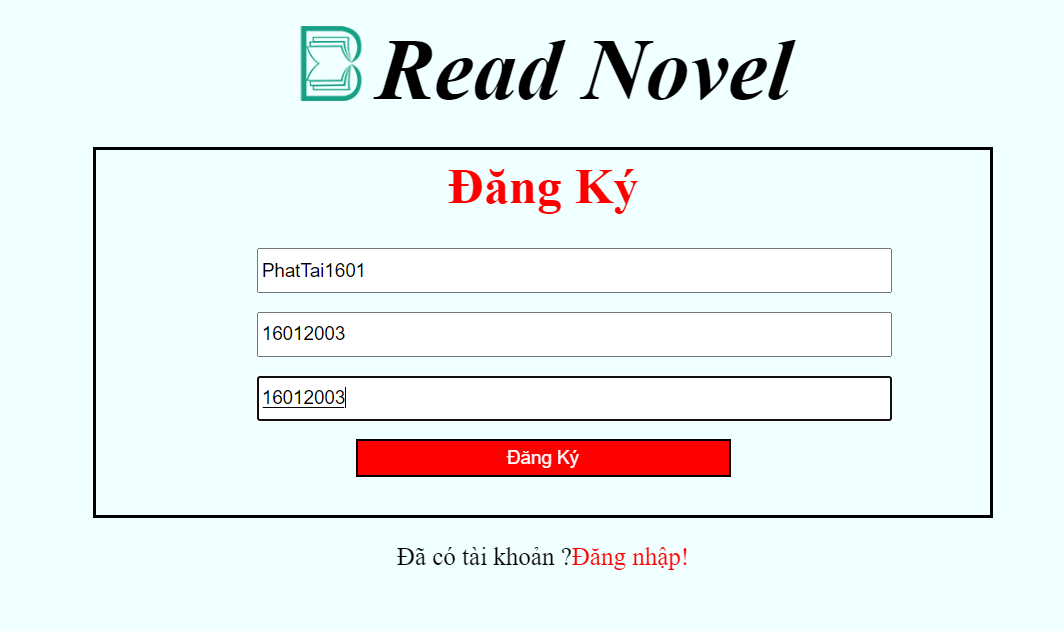 Read Novel
Đăng Ký
PhatTai1601
16012003
16012003
Đăng Ký
Đã có tài khoản ?Đăng nhập!